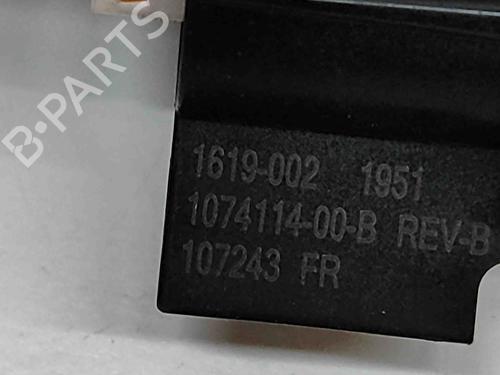 B-PARTS
1619-002 1951
1074114-00-B REV-B
107243 FR